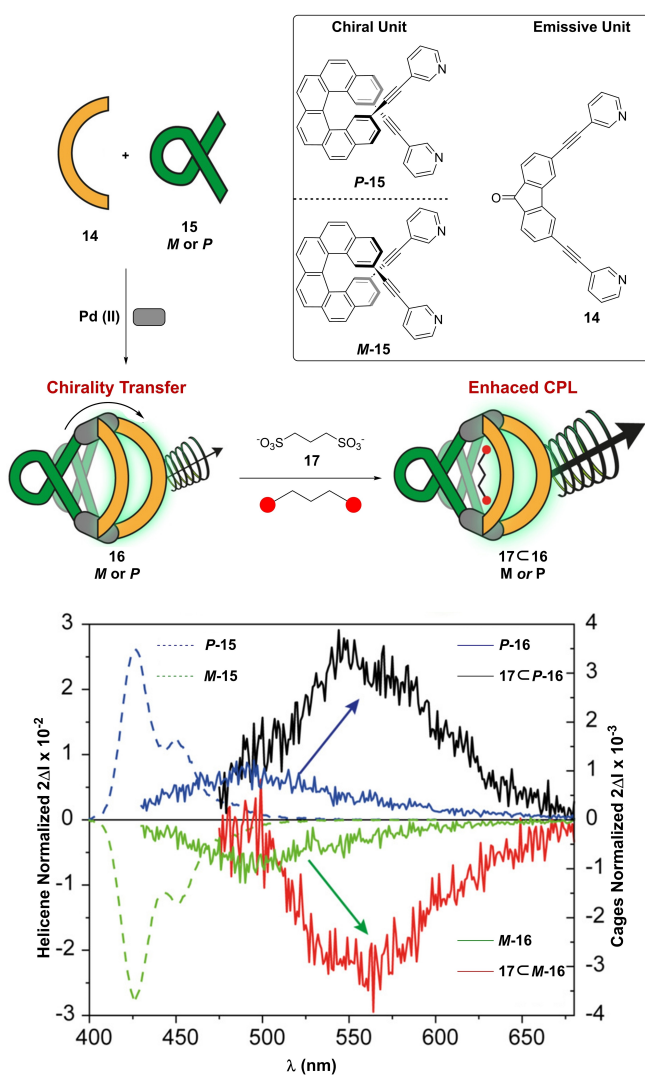 Chiral Unit
Emissive Unit
N
N
P-15
N
N
M-15
N
O
N
14
+
14
15
M or P
Pd (II)
Chirality Transfer
Enhaced CPL
⁻O₃S
SO₃⁻
17
16
M or P
17⊂16
M or P
3
2
1
0
-1
-2
-3
Helicene Normalized 2ΔI x 10⁻²
P-15
M-15
P-16
17⊂P-16
M-16
17⊂M-16
4
3
2
1
0
-1
-2
-3
-4
Cages Normalized 2ΔI x 10⁻³
400 450 500 550 600 650
λ (nm)